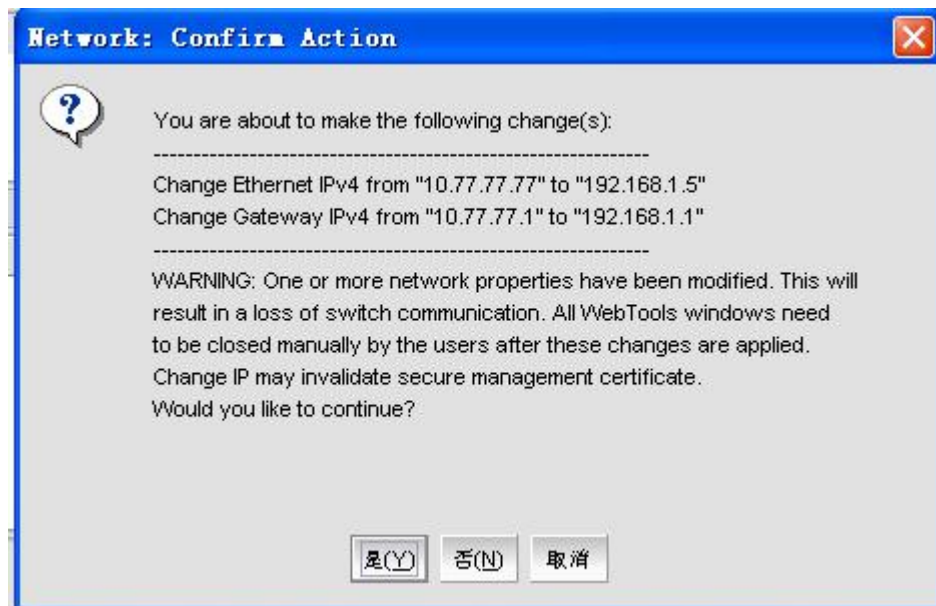 Network: Confirm Action
You are about to make the following change(s):
--------------------------------------------------------------
Change Ethernet IPv4 from "10.77.77.77" to "192.168.1.5"
Change Gateway IPv4 from "10.77.77.1" to "192.168.1.1"
--------------------------------------------------------------
WARNING: One or more network properties have been modified. This will
result in a loss of switch communication. All WebTools windows need
to be closed manually by the users after these changes are applied.
Change IP may invalidate secure management certificate.
Would you like to continue?
是(Y) 否(N) 取消